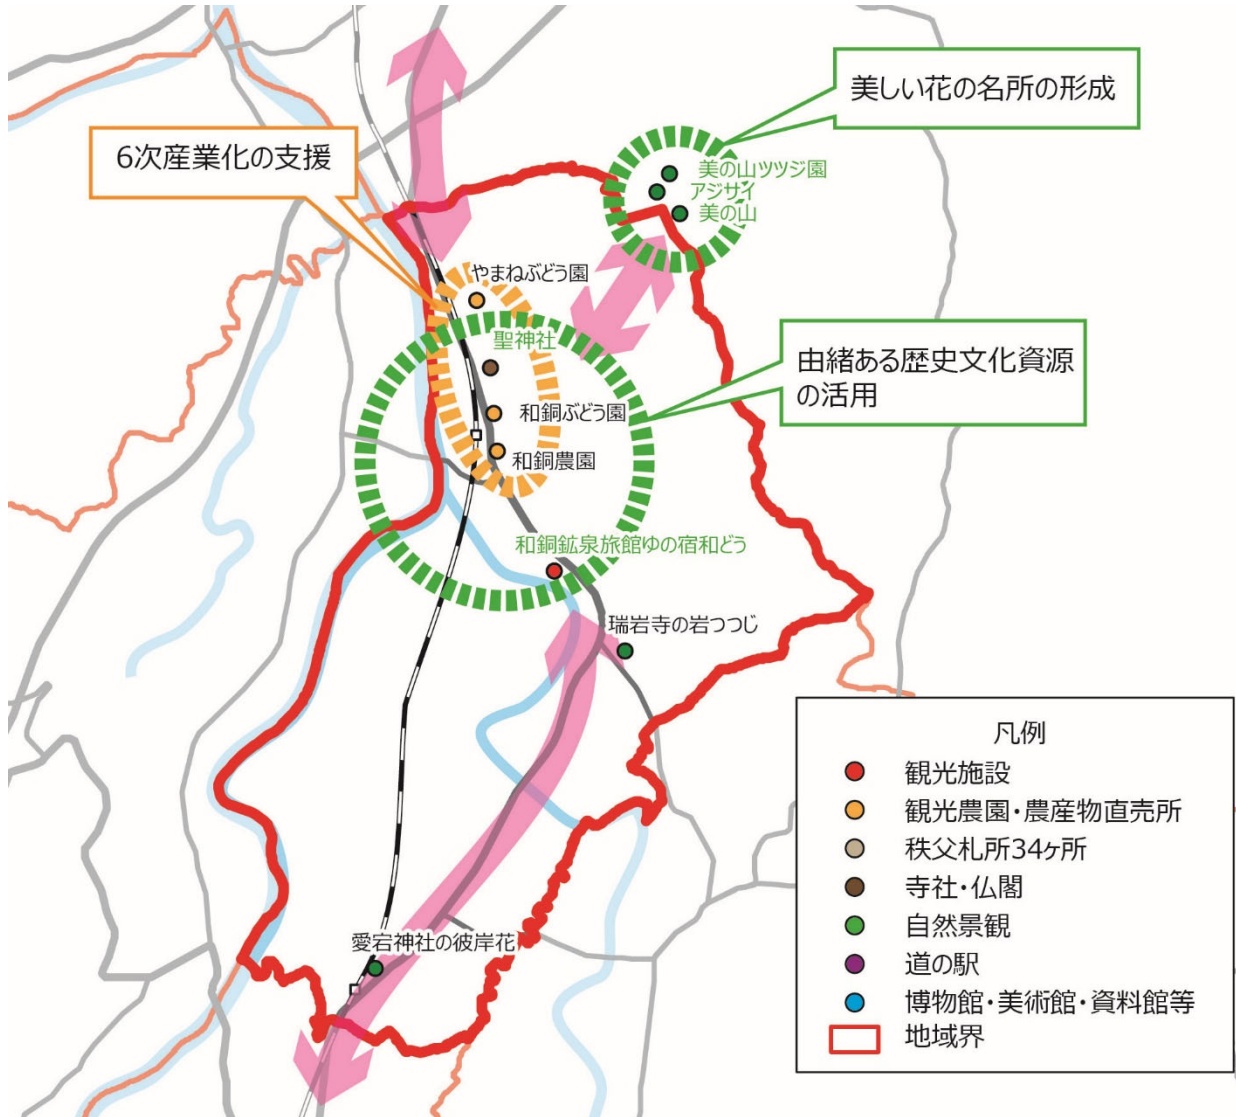 美しい花の名所の形成
6次産業化の支援
美の山ツツジ園
アジサイ
美の山
やまねぶどう園
聖神社
由緒ある歴史文化資源
の活用
和銅ぶどう園
和銅農園
和銅鉱泉旅館ゆの宿和どう
瑞岩寺の岩つつじ
愛宕神社の彼岸花
凡例
観光施設
観光農園・農産物直売所
秩父札所34ヶ所
寺社・仏閣
自然景観
道の駅
博物館・美術館・資料館等
地域界